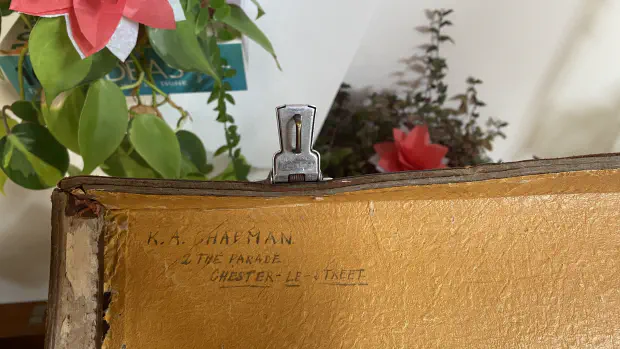 K. A. CHAPMAN
2 THE PARADE
CHESTER-LE-STREET